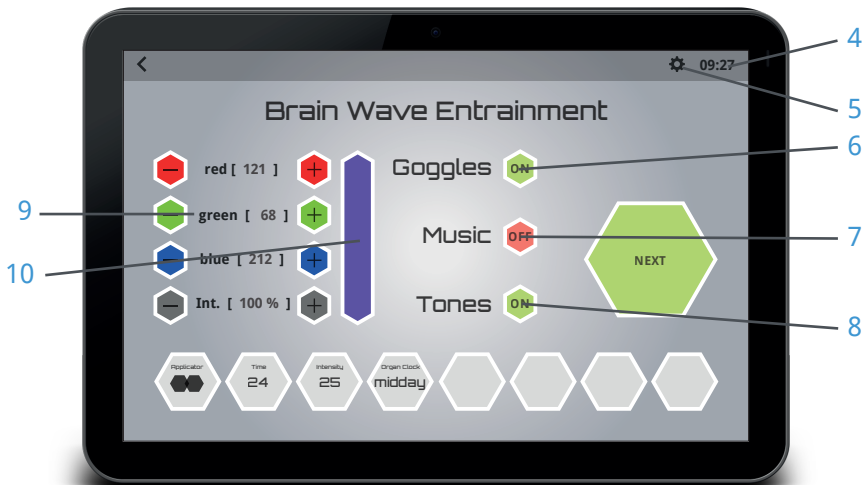 4
09:27
5
Brain Wave Entrainment
6
red [ 121 ]
Goggles ON
9
green [ 68 ]
Music OFF
7
10
blue [ 212 ]
NEXT
Int. [ 100 % ]
Tones ON
8
Applicator
Time
24
Intensity
25
Organ Clock
midday